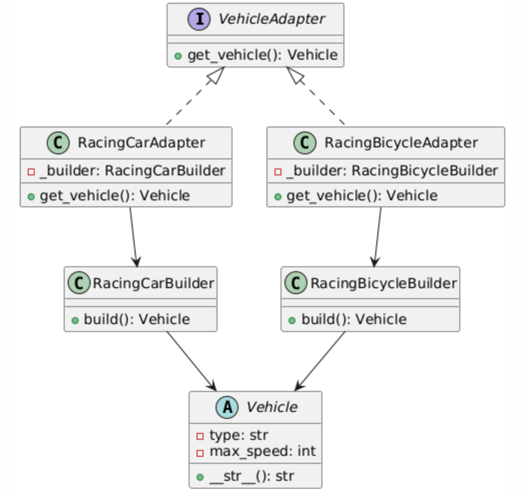 I VehicleAdapter
get_vehicle(): Vehicle
C RacingCarAdapter
_builder: RacingCarBuilder
get_vehicle(): Vehicle
C RacingBicycleAdapter
_builder: RacingBicycleBuilder
get_vehicle(): Vehicle
C RacingCarBuilder
build(): Vehicle
C RacingBicycleBuilder
build(): Vehicle
A Vehicle
type: str
max_speed: int
__str__(): str